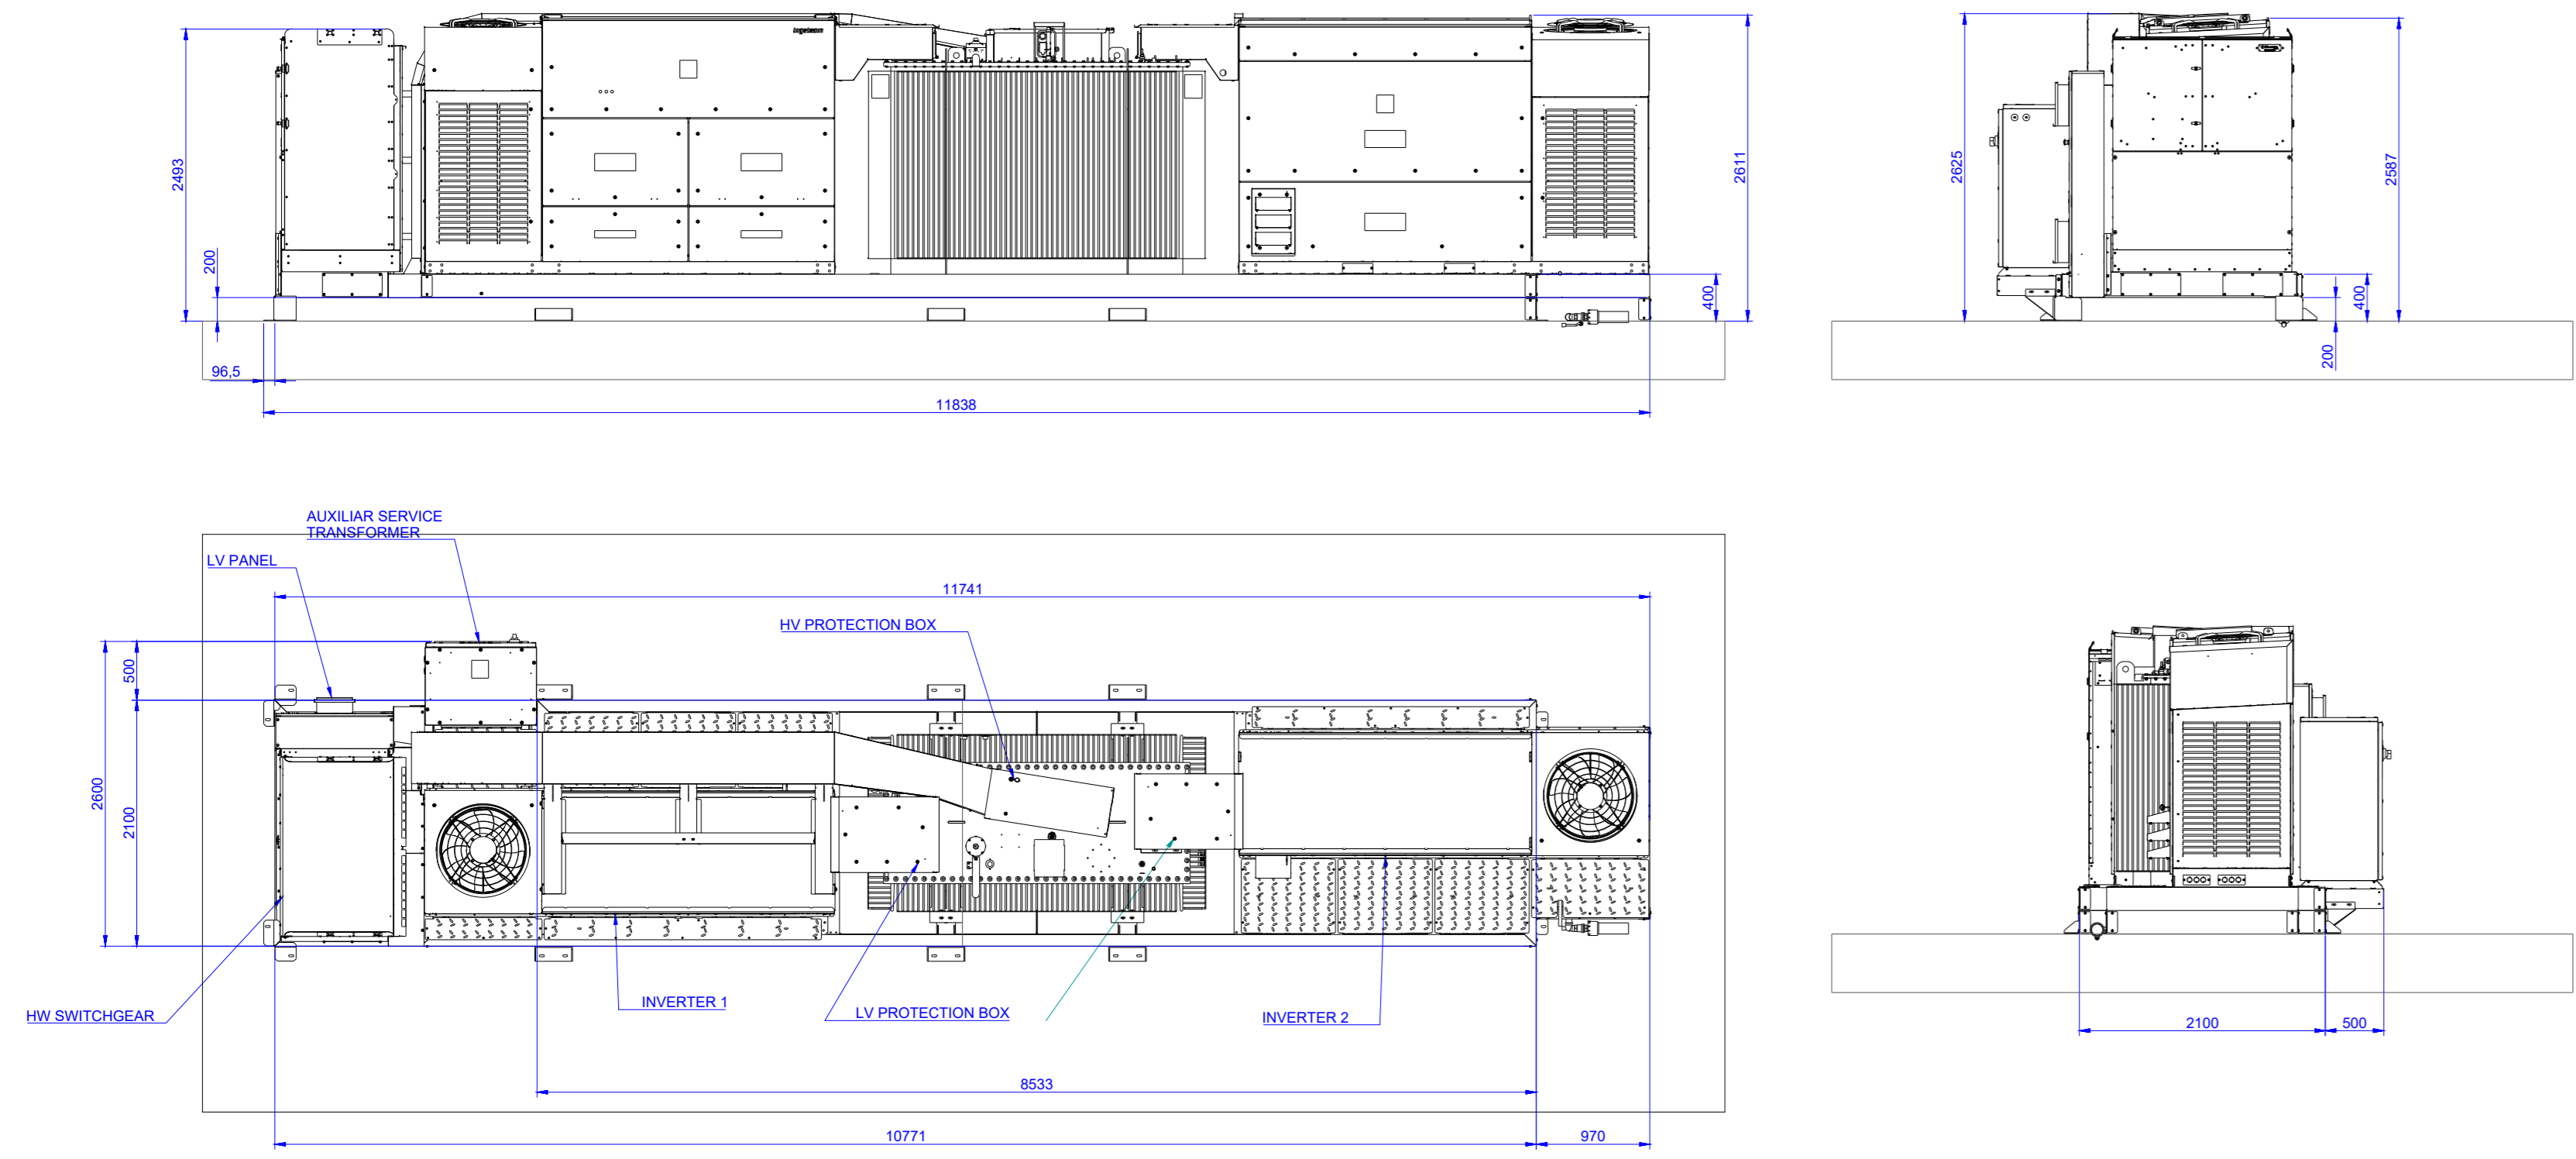 Ingeteam
2493
200
96,5
11838
400
2611
2625
2587
400
200
AUXILIAR SERVICE
TRANSFORMER
LV PANEL
11741
HV PROTECTION BOX
500
2600
2100
HW SWITCHGEAR
INVERTER 1
LV PROTECTION BOX
INVERTER 2
8533
10771
970
2100
500